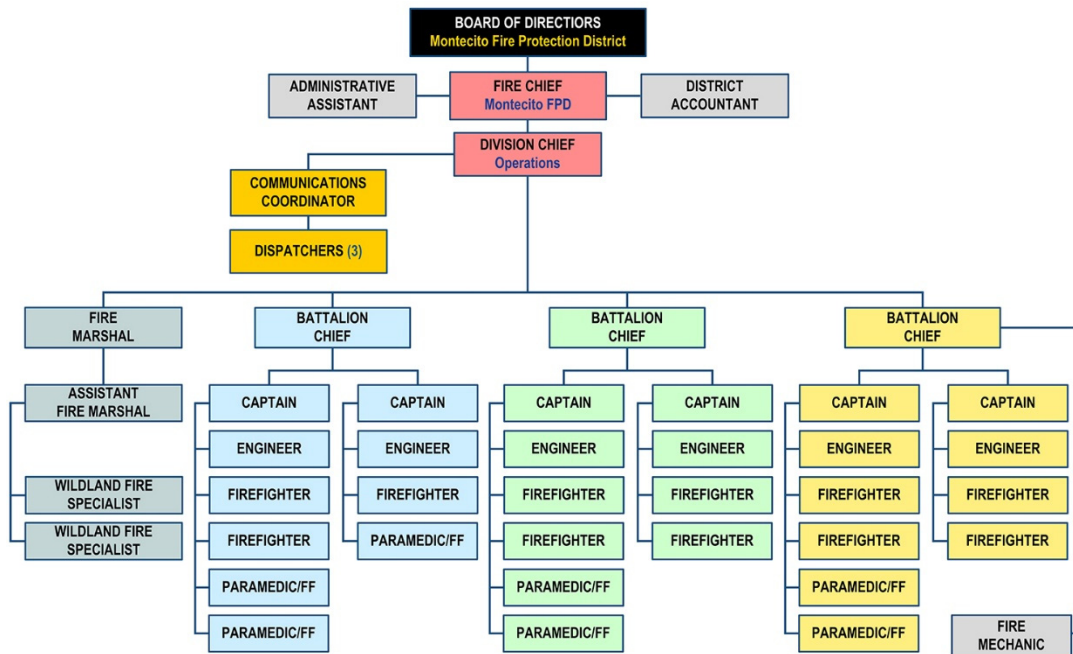 BOARD OF DIRECTIORS
Montecito Fire Protection District
ADMINISTRATIVE
ASSISTANT
FIRE CHIEF
Montecito FPD
DISTRICT
ACCOUNTANT
DIVISION CHIEF
Operations
COMMUNICATIONS
COORDINATOR
DISPATCHERS (3)
FIRE
MARSHAL
BATTALION
CHIEF
BATTALION
CHIEF
BATTALION
CHIEF
ASSISTANT
FIRE MARSHAL
WILDLAND FIRE
SPECIALIST
WILDLAND FIRE
SPECIALIST
CAPTAIN
ENGINEER
FIREFIGHTER
FIREFIGHTER
PARAMEDIC/FF
PARAMEDIC/FF
CAPTAIN
ENGINEER
FIREFIGHTER
PARAMEDIC/FF
CAPTAIN
ENGINEER
FIREFIGHTER
FIREFIGHTER
PARAMEDIC/FF
PARAMEDIC/FF
CAPTAIN
ENGINEER
FIREFIGHTER
FIREFIGHTER
CAPTAIN
ENGINEER
FIREFIGHTER
FIREFIGHTER
PARAMEDIC/FF
PARAMEDIC/FF
CAPTAIN
ENGINEER
FIREFIGHTER
FIREFIGHTER
FIRE
MECHANIC